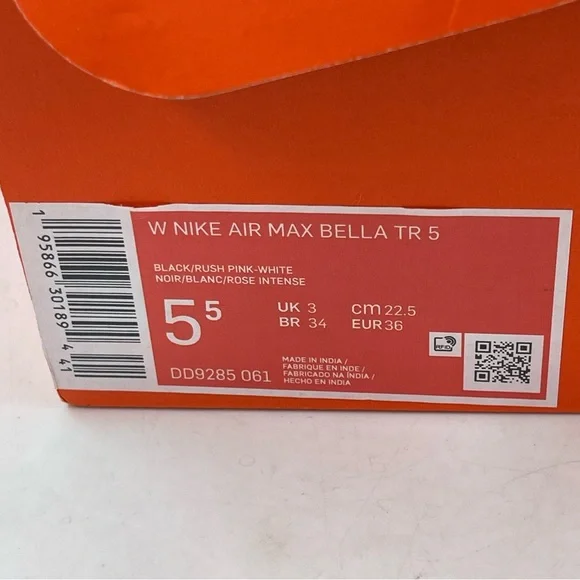 W NIKE AIR MAX BELLA TR 5
BLACK/RUSH PINK-WHITE
NOIR/BLANC/ROSE INTENSE
5⁵
UK 3 cm 22.5
BR 34 EUR 36
DD9285 061
MADE IN INDIA /
FABRIQUE EN INDE /
FABRICADO NA ÍNDIA /
HECHO EN INDIA
RFID
1 95866 30189 4 41